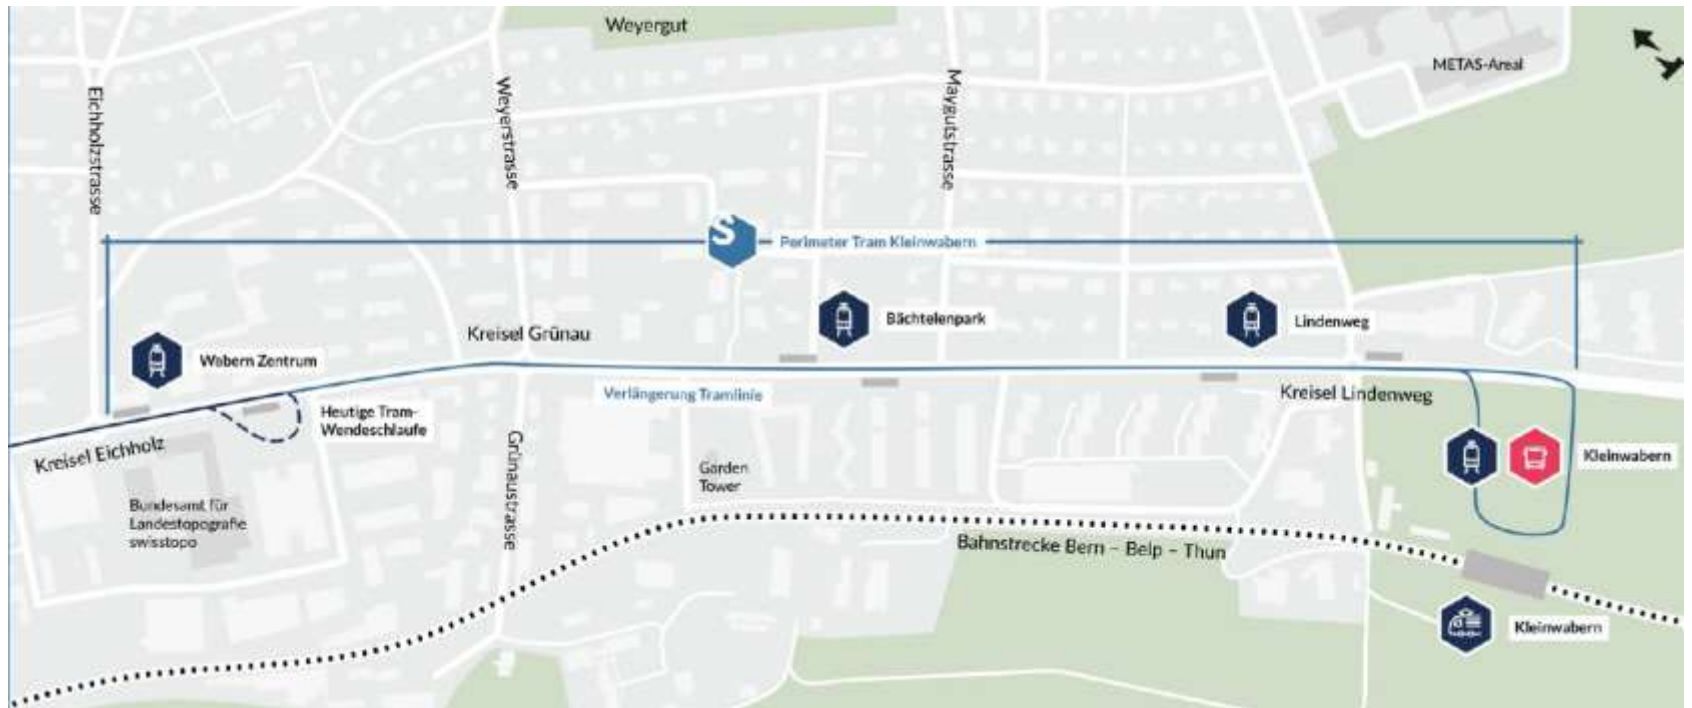 Weyergut
METAS-Areal
Eichholzstrasse
Weyerstrasse
Maygutstrasse
S
Perimeter Tram Kleinwabern
Bächtelenpark
Lindenweg
Kreisel Grünau
Wabern Zentrum
Verlängerung Tramlinie
Kreisel Lindenweg
Heutige Tram-
Wendeschlaufe
Kreisel Eichholz
Grünaustrasse
Kleinwabern
Garden
Tower
Bundesamt für
Landestopografie
swisstopo
Bahnstrecke Bern – Belp – Thun
Kleinwabern